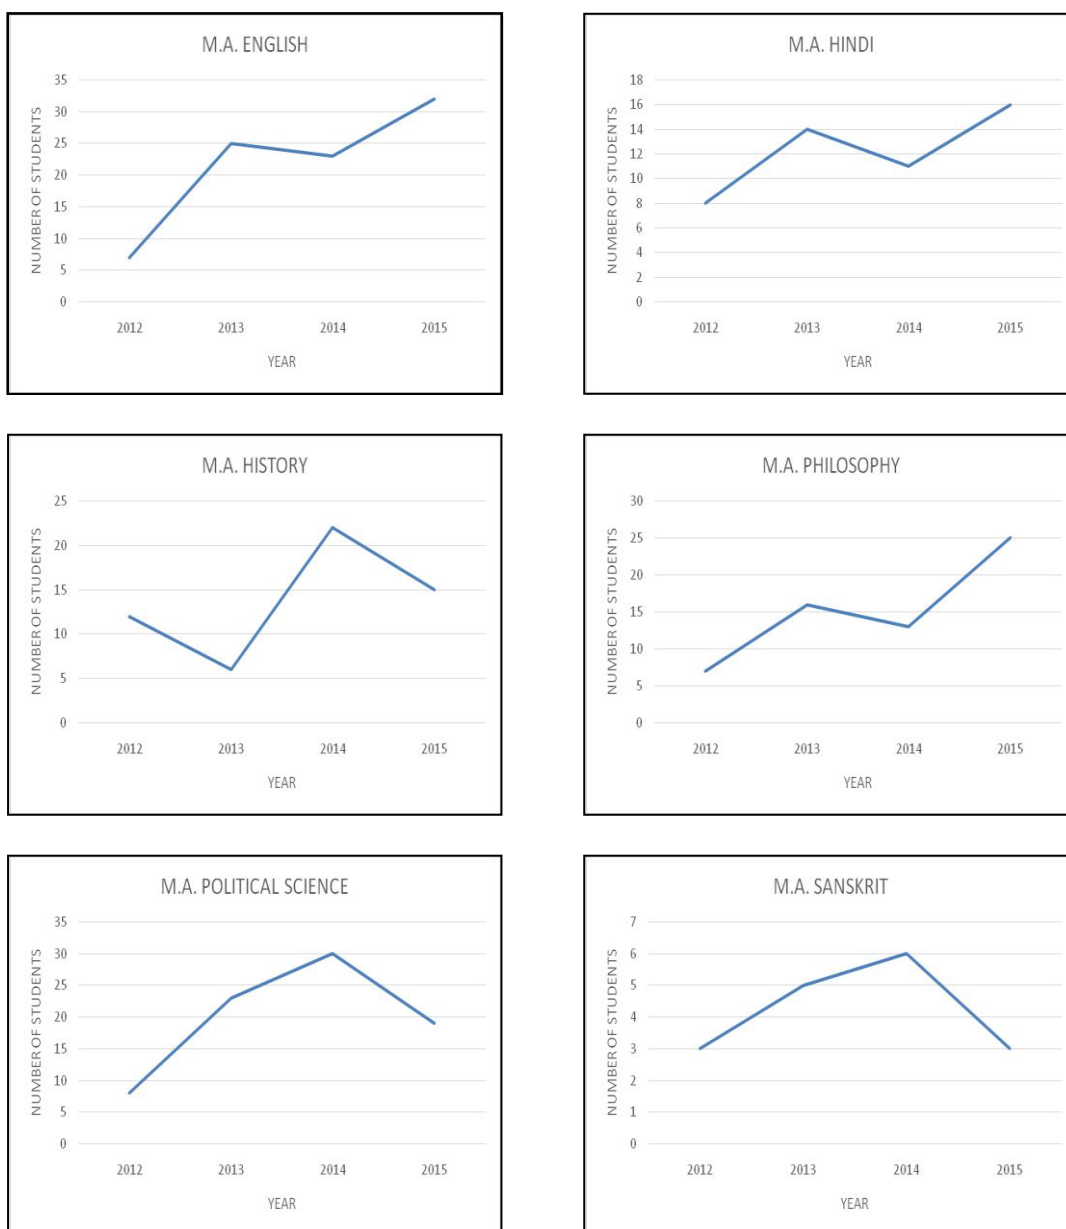 M.A. ENGLISH
NUMBER OF STUDENTS
35
30
25
20
15
10
5
0
2012 2013 2014 2015
YEAR
M.A. HINDI
NUMBER OF STUDENTS
18
16
14
12
10
8
6
4
2
0
2012 2013 2014 2015
YEAR
M.A. HISTORY
NUMBER OF STUDENTS
25
20
15
10
5
0
2012 2013 2014 2015
YEAR
M.A. PHILOSOPHY
NUMBER OF STUDENTS
30
25
20
15
10
5
0
2012 2013 2014 2015
YEAR
M.A. POLITICAL SCIENCE
NUMBER OF STUDENTS
35
30
25
20
15
10
5
0
2012 2013 2014 2015
YEAR
M.A. SANSKRIT
NUMBER OF STUDENTS
7
6
5
4
3
2
1
0
2012 2013 2014 2015
YEAR